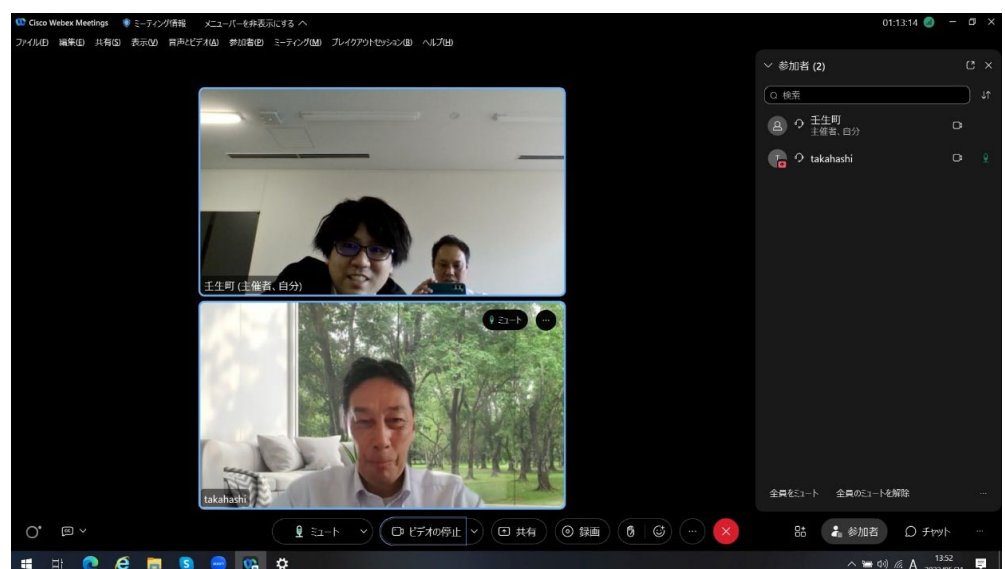 Cisco Webex Meetings ミーティング情報 メニューバーを非表示にする
01:13:14
ファイル(F) 編集(E) 共有(S) 表示(V) 音声とビデオ(A) 参加者(P) ミーティング(M) ブレイクアウトセッション(B) ヘルプ(H)
参加者 (2)
検索
壬生町
主催者、自分
T takahashi
壬生町 (主催者、自分)
ミュート
takahashi
全員をミュート 全員のミュートを解除
ミュート ビデオの停止 共有 録画 参加者 チャット
A 13:52